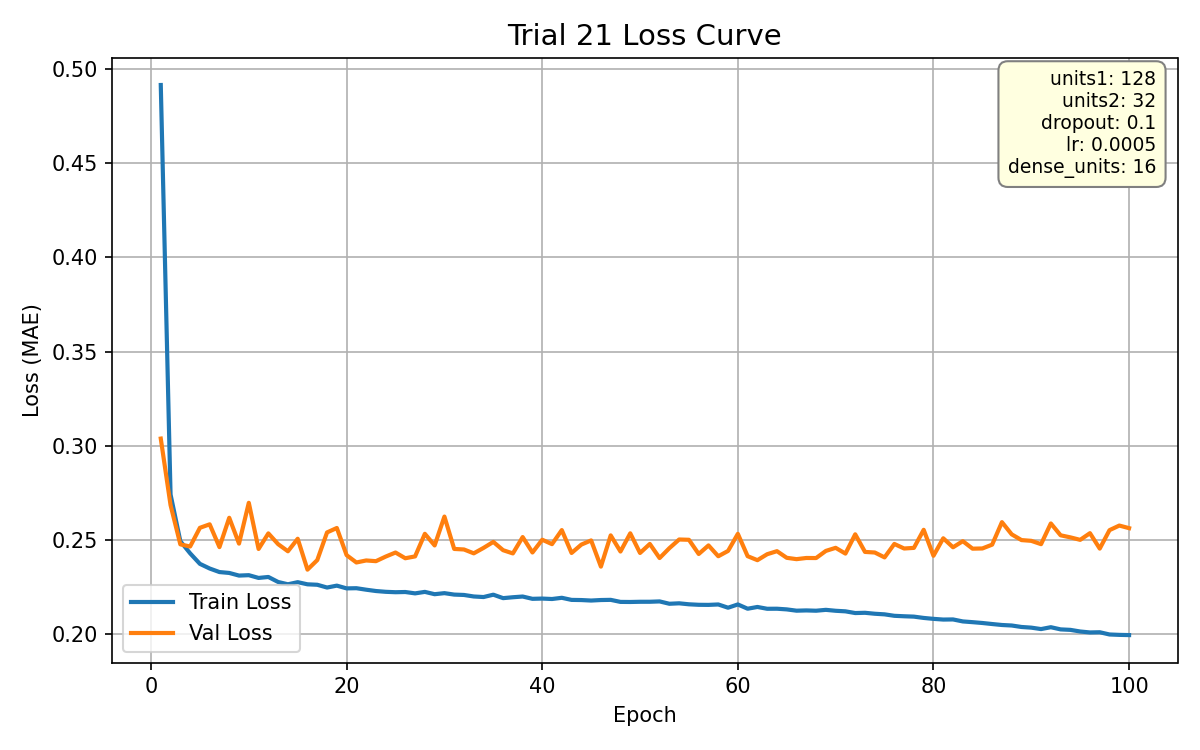 Trial 21 Loss Curve
0.50
0.45
0.40
0.35
0.30
0.25
0.20
Loss (MAE)
units1: 128
units2: 32
dropout: 0.1
lr: 0.0005
dense_units: 16
Train Loss
Val Loss
0
20
40
60
80
100
Epoch